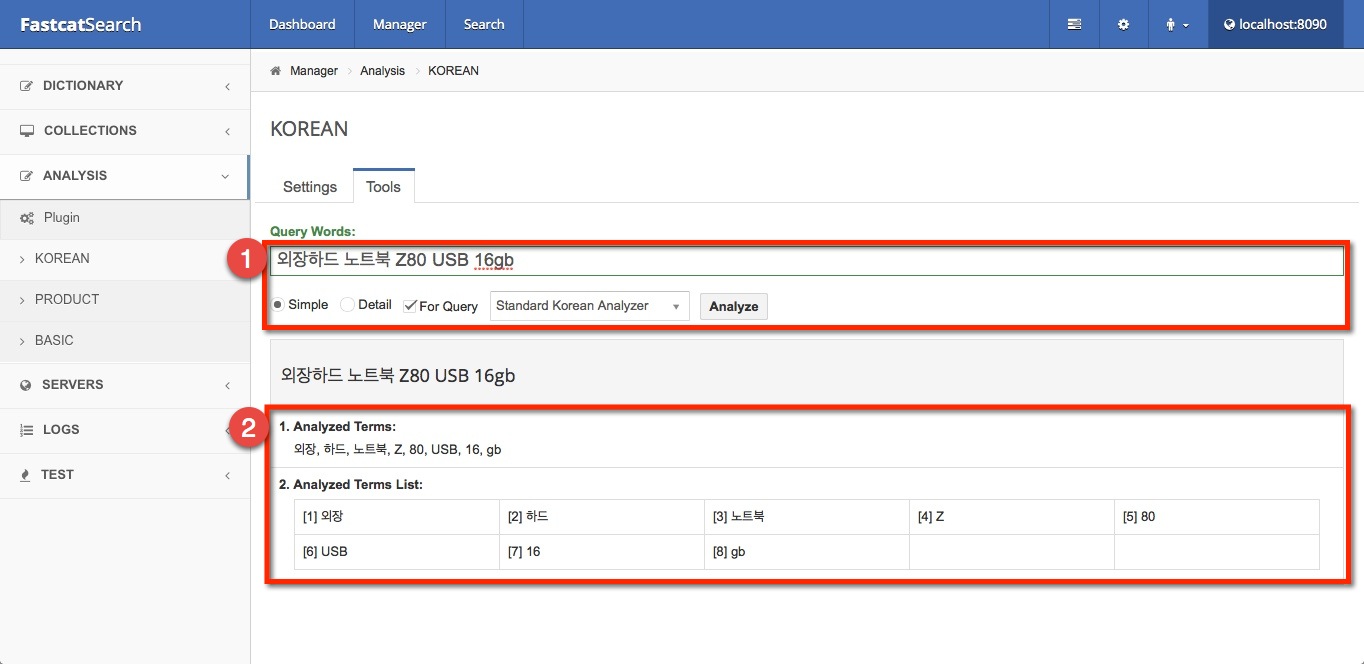 FastcatSearch Dashboard Manager Search localhost:8090
Manager Analysis KOREAN
DICTIONARY
COLLECTIONS
ANALYSIS
Plugin
KOREAN
PRODUCT
BASIC
SERVERS
LOGS
TEST
KOREAN
Settings Tools
Query Words:
1
외장하드 노트북 Z80 USB 16gb
Simple Detail For Query Standard Korean Analyzer Analyze
외장하드 노트북 Z80 USB 16gb
2
1. Analyzed Terms:
외장, 하드, 노트북, Z, 80, USB, 16, gb
2. Analyzed Terms List:
[1] 외장 [2] 하드 [3] 노트북 [4] Z [5] 80
[6] USB [7] 16 [8] gb